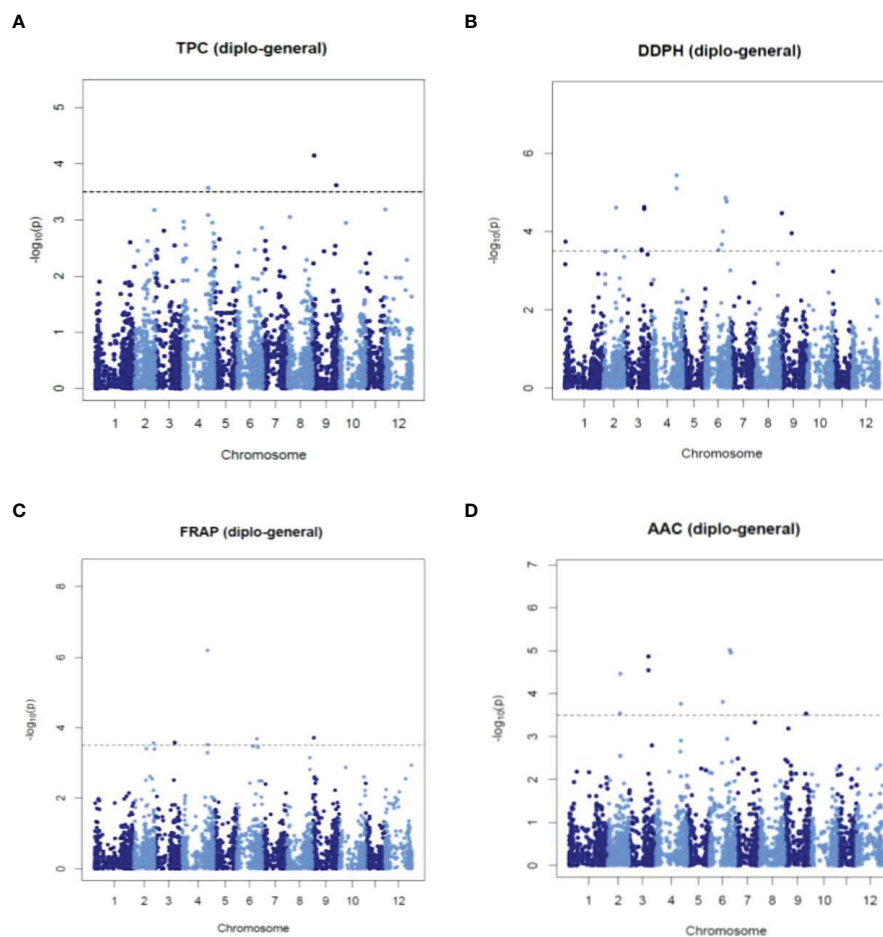 A
TPC (diplo-general)
5
4
3
2
1
0
-log10(p)
1 2 3 4 5 6 7 8 9 10 12
Chromosome
B
DDPH (diplo-general)
6
4
2
0
-log10(p)
1 2 3 4 5 6 7 8 9 10 12
Chromosome
C
FRAP (diplo-general)
8
6
4
2
0
-log10(p)
1 2 3 4 5 6 7 8 9 10 12
Chromosome
D
AAC (diplo-general)
7
6
5
4
3
2
1
0
-log10(p)
1 2 3 4 5 6 7 8 9 10 12
Chromosome